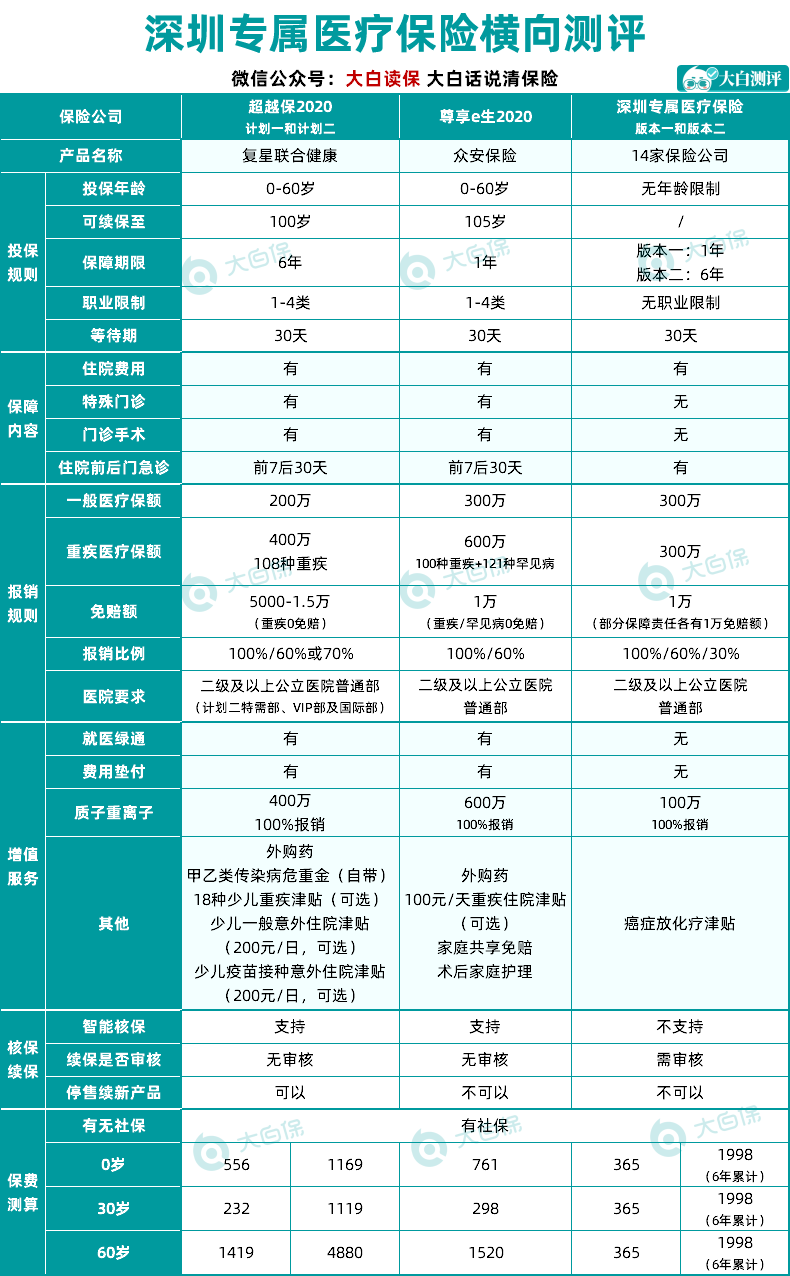 深圳专属医疗保险横向测评
微信公众号：大白读保 大白话说清保险
大白测评
保险公司 超越保2020 计划一和计划二 尊享e生2020 深圳专属医疗保险 版本一和版本二
产品名称 复星联合健康 众安保险 14家保险公司
投保规则
投保年龄 0-60岁 0-60岁 无年龄限制
可续保至 100岁 105岁 /
保障期限 6年 1年 版本一：1年 版本二：6年
职业限制 1-4类 1-4类 无职业限制
等待期 30天 30天 30天
保障内容
住院费用 有 有 有
特殊门诊 有 有 无
门诊手术 有 有 无
住院前后门急诊 前7后30天 前7后30天 有
报销规则
一般医疗保额 200万 300万 300万
重疾医疗保额 400万 108种重疾 600万 100种重疾+121种罕见病 300万
免赔额 5000-1.5万 （重疾0免赔） 1万 （重疾/罕见病0免赔） 1万 （部分保障责任各有1万免赔额）
报销比例 100%/60%或70% 100%/60% 100%/60%/30%
医院要求 二级及以上公立医院普通部 （计划二特需部、VIP部及国际部） 二级及以上公立医院 普通部 二级及以上公立医院 普通部
增值服务
就医绿通 有 有 无
费用垫付 有 有 无
质子重离子 400万 100%报销 600万 100%报销 100万 100%报销
其他
外购药
甲乙类传染病危重金（自带）
18种少儿重疾津贴（可选）
少儿一般意外住院津贴
（200元/日，可选）
少儿疫苗接种意外住院津贴
（200元/日，可选）
外购药
100元/天重疾住院津贴
（可选）
家庭共享免赔
术后家庭护理
癌症放化疗津贴
核保续保
智能核保 支持 支持 不支持
续保是否审核 无审核 无审核 需审核
停售续新产品 可以 不可以 不可以
保费测算
有无社保 有社保
0岁 556 1169 761 365 1998 （6年累计）
30岁 232 1119 298 365 1998 （6年累计）
60岁 1419 4880 1520 365 1998 （6年累计）
大白保
大白保
大白保
大白保
大白保
大白保
大白保
大白保
大白保